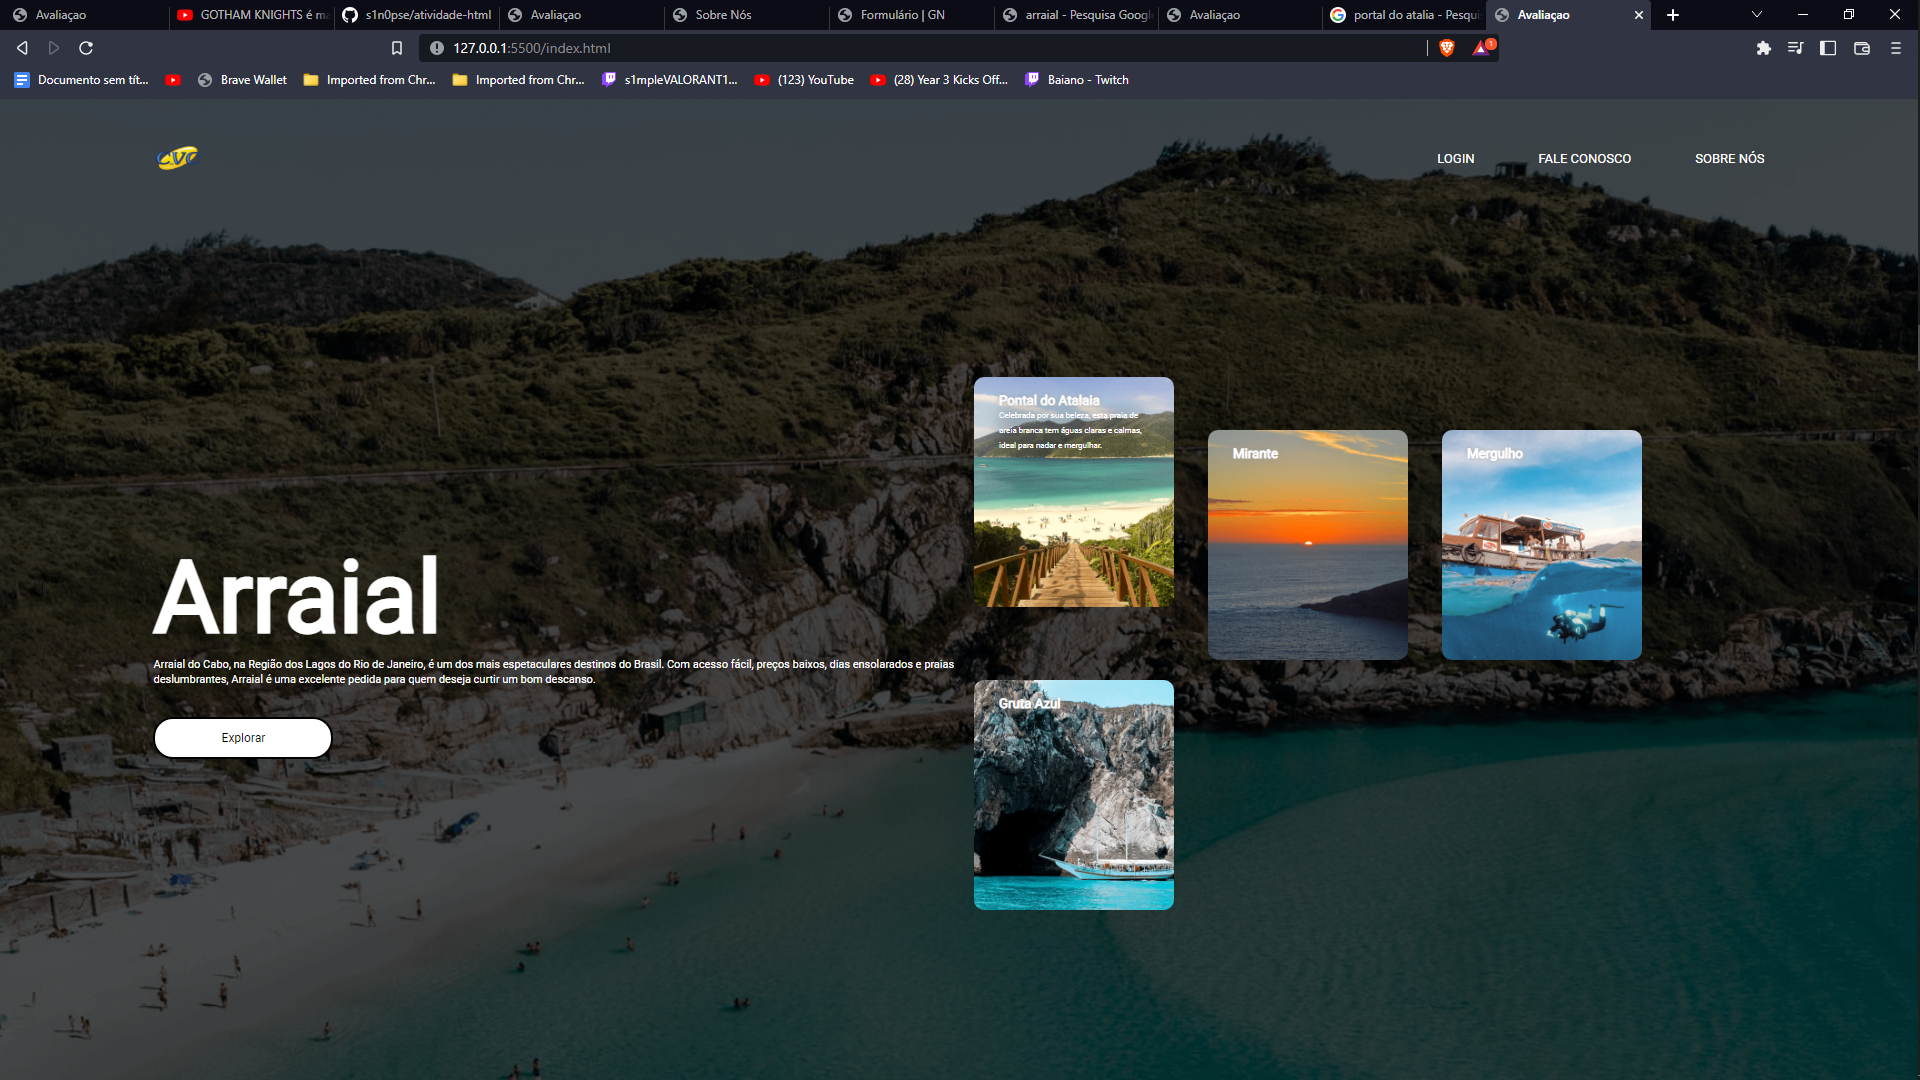 Avaliaçao
GOTHAM KNIGHTS é ma
s1n0pse/atividade-html
Avaliaçao
Sobre Nós
Formulário | GN
arraial - Pesquisa Googl
Avaliaçao
portal do atalia - Pesqui
Avaliaçao
127.0.0.1:5500/index.html
1
Documento sem tít...
Brave Wallet
Imported from Chr...
Imported from Chr...
s1mpleVALORANT1...
(123) YouTube
(28) Year 3 Kicks Off...
Baiano - Twitch
CVC
LOGIN
FALE CONOSCO
SOBRE NÓS
Pontal do Atalaia
Celebrada por sua beleza, esta praia de
areia branca tem águas claras e calmas,
ideal para nadar e mergulhar.
Mirante
Mergulho
Arraial
Arraial do Cabo, na Região dos Lagos do Rio de Janeiro, é um dos mais espetaculares destinos do Brasil. Com acesso fácil, preços baixos, dias ensolarados e praias
deslumbrantes, Arraial é uma excelente pedida para quem deseja curtir um bom descanso.
Explorar
Gruta Azul